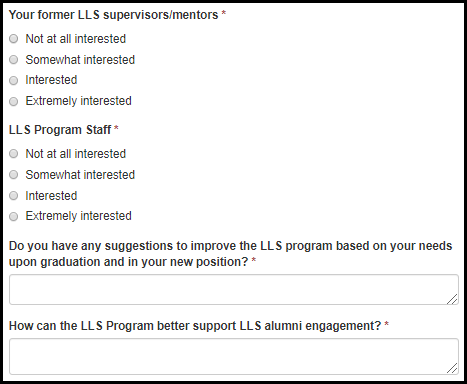 Your former LLS supervisors/mentors *
Not at all interested
Somewhat interested
Interested
Extremely interested
LLS Program Staff *
Not at all interested
Somewhat interested
Interested
Extremely interested
Do you have any suggestions to improve the LLS program based on your needs
upon graduation and in your new position? *
How can the LLS Program better support LLS alumni engagement? *